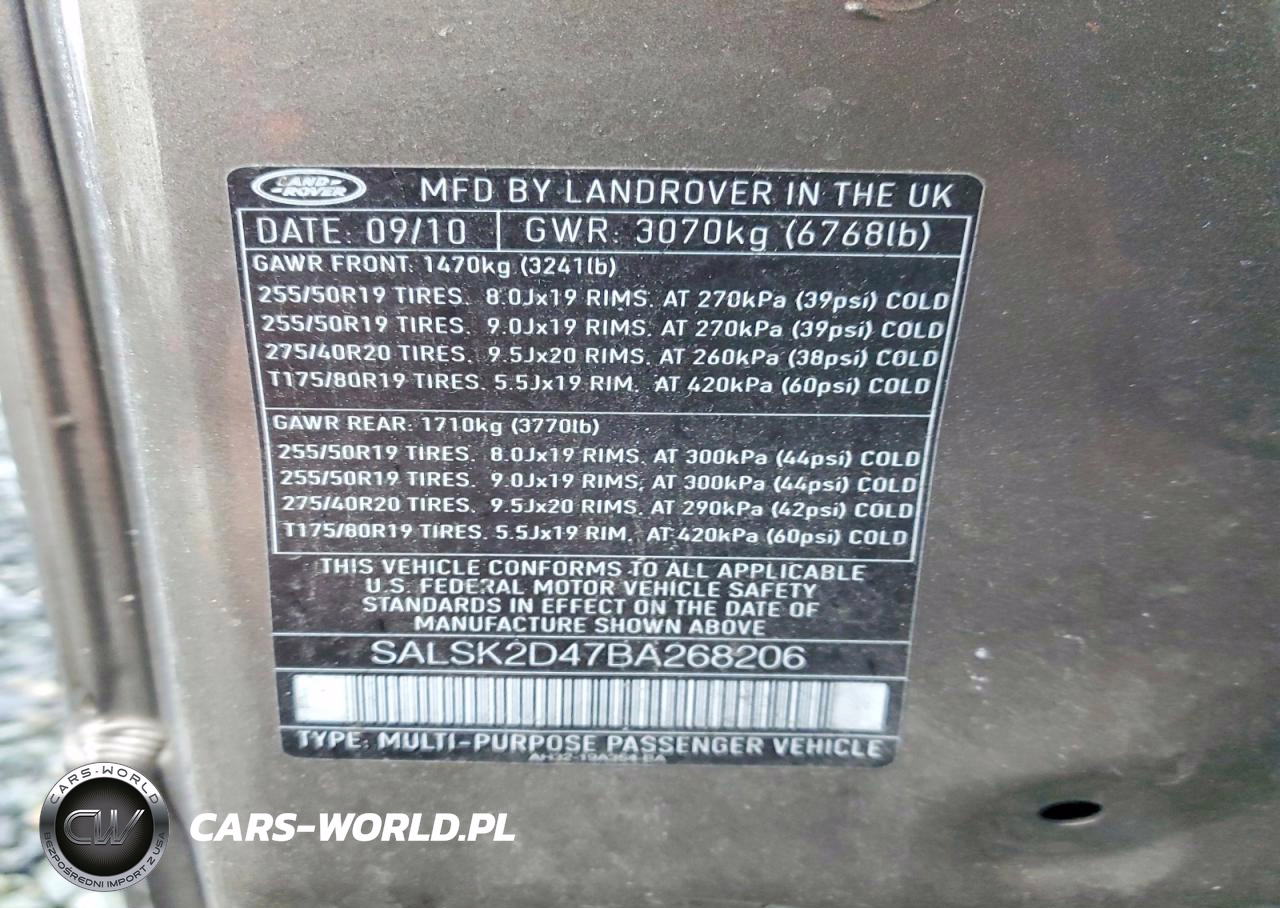 LAND ROVER
MFD BY LANDROVER IN THE UK
DATE: 09/10 GWR: 3070kg (6768lb)
GAWR FRONT: 1470kg (3241lb)
255/50R19 TIRES. 8.0Jx19 RIMS. AT 270kPa (39psi) COLD
255/50R19 TIRES. 9.0Jx19 RIMS. AT 270kPa (39psi) COLD
275/40R20 TIRES. 9.5Jx20 RIMS. AT 260kPa (38psi) COLD
T175/80R19 TIRES. 5.5Jx19 RIM. AT 420kPa (60psi) COLD
GAWR REAR: 1710kg (3770lb)
255/50R19 TIRES. 8.0Jx19 RIMS. AT 300kPa (44psi) COLD
255/50R19 TIRES. 9.0Jx19 RIMS. AT 300kPa (44psi) COLD
275/40R20 TIRES. 9.5Jx20 RIMS. AT 290kPa (42psi) COLD
T175/80R19 TIRES. 5.5Jx19 RIM. AT 420kPa (60psi) COLD
THIS VEHICLE CONFORMS TO ALL APPLICABLE
U.S. FEDERAL MOTOR VEHICLE SAFETY
STANDARDS IN EFFECT ON THE DATE OF
MANUFACTURE SHOWN ABOVE
SALSK2D47BA268206
TYPE: MULTI-PURPOSE PASSENGER VEHICLE
CARS-WORLD
CW
BEZPOŚREDNI IMPORT Z USA
CARS-WORLD.PL